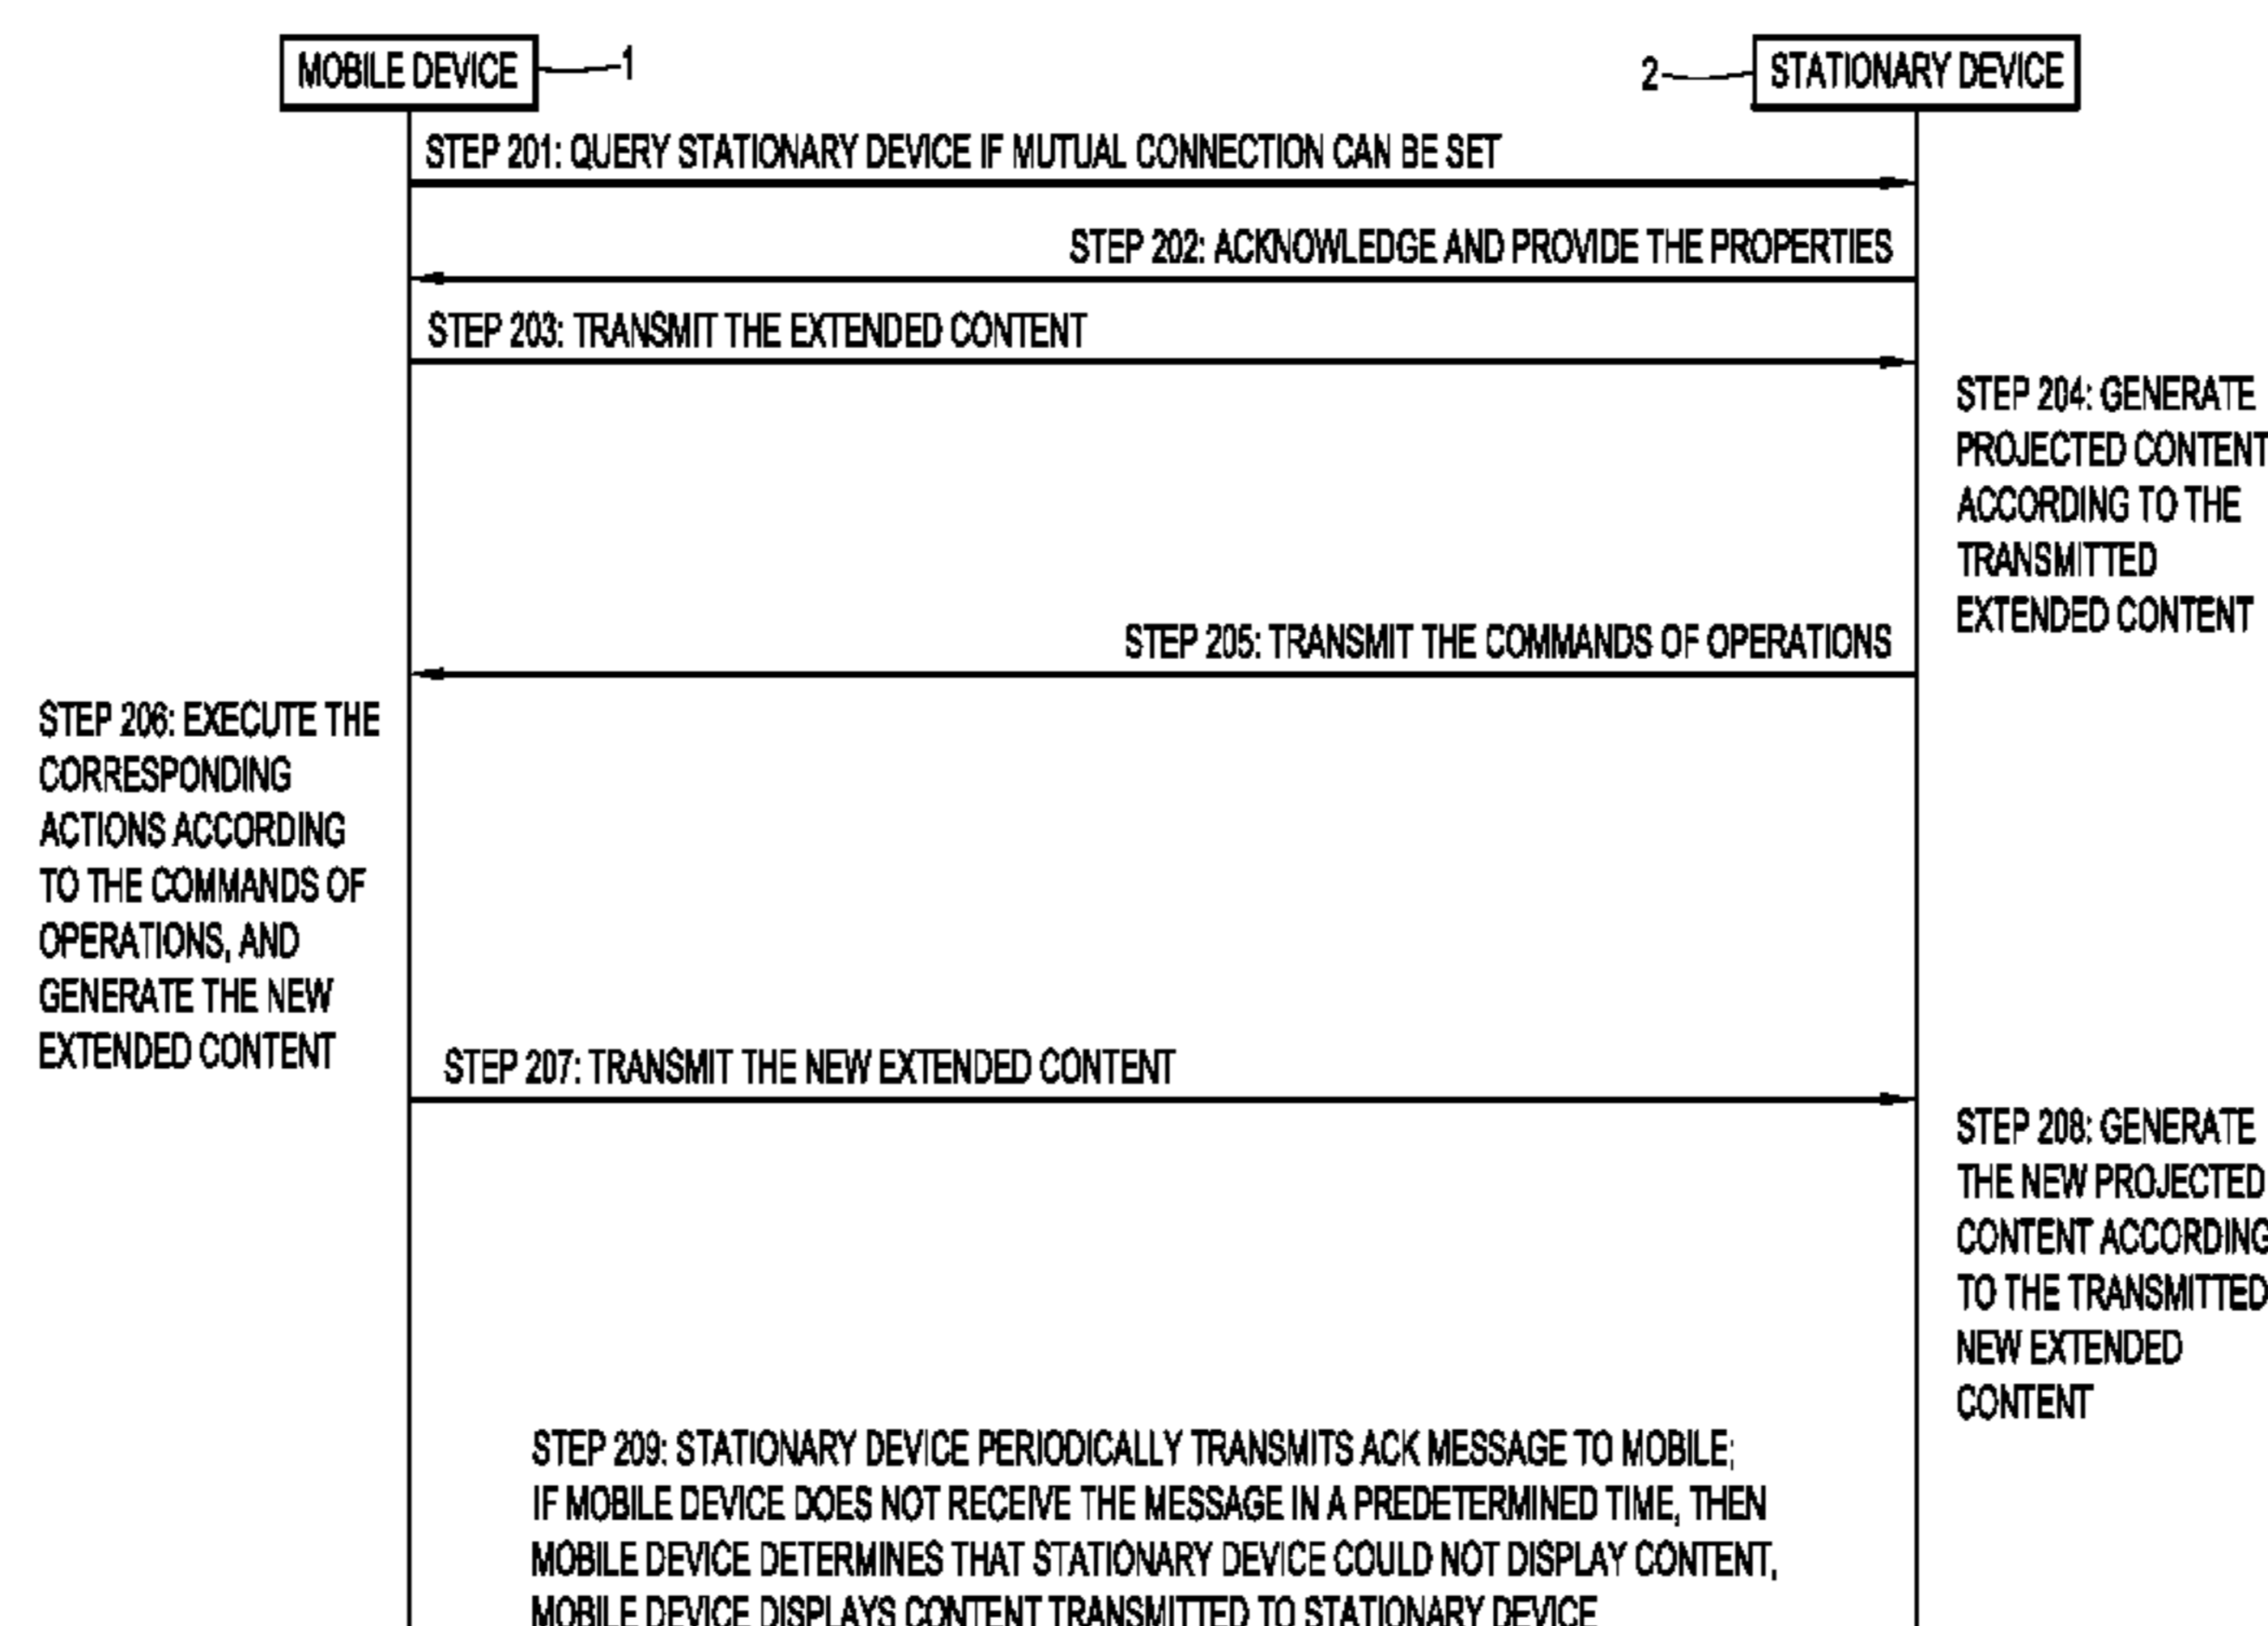 MOBILE DEVICE
1
2
STATIONARY DEVICE
STEP 201: QUERY STATIONARY DEVICE IF MUTUAL CONNECTION CAN BE SET
STEP 202: ACKNOWLEDGE AND PROVIDE THE PROPERTIES
STEP 203: TRANSMIT THE EXTENDED CONTENT
STEP 204: GENERATE
PROJECTED CONTENT
ACCORDING TO THE
TRANSMITTED
EXTENDED CONTENT
STEP 205: TRANSMIT THE COMMANDS OF OPERATIONS
STEP 206: EXECUTE THE
CORRESPONDING
ACTIONS ACCORDING
TO THE COMMANDS OF
OPERATIONS, AND
GENERATE THE NEW
EXTENDED CONTENT
STEP 207: TRANSMIT THE NEW EXTENDED CONTENT
STEP 208: GENERATE
THE NEW PROJECTED
CONTENT ACCORDING
TO THE TRANSMITTED
NEW EXTENDED
CONTENT
STEP 209: STATIONARY DEVICE PERIODICALLY TRANSMITS ACK MESSAGE TO MOBILE;
IF MOBILE DEVICE DOES NOT RECEIVE THE MESSAGE IN A PREDETERMINED TIME, THEN
MOBILE DEVICE DETERMINES THAT STATIONARY DEVICE COULD NOT DISPLAY CONTENT,
MOBILE DEVICE DISPLAYS CONTENT TRANSMITTED TO STATIONARY DEVICE